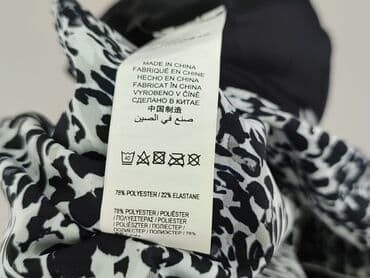 MADE IN CHINA
FABRIQUÉ EN CHINE
HECHO EN CHINA
FABRICAT ÎN CHINA
VYROBENO V ČÍNĚ
СДЕЛАНО В КИТАЕ
中国制造
صنع في الصين
78% POLYESTER / 22% ELASTANE
78% POLYESTER / POLIÉSTER
/ ПОЛИЕСТЕР
/ POLYESTER /